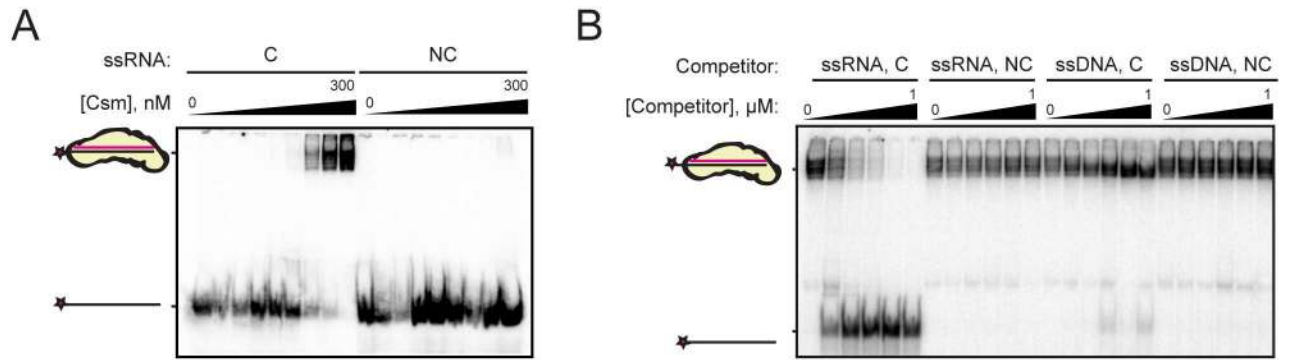 A
ssRNA: C NC
[Csm], nM 0 300 0 300
B
Competitor: ssRNA, C ssRNA, NC ssDNA, C ssDNA, NC
[Competitor], µM: 0 1 0 1 0 1 0 1